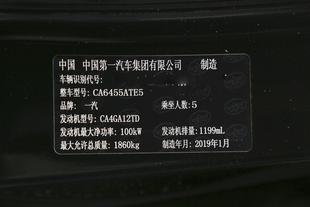 中国 中国第一汽车集团有限公司 制造
车辆识别代号:
整车型号: CA6455ATE5
品牌: 一汽 乘坐人数:5
发动机型号:CA4GA12TD
发动机最大净功率: 100kW 发动机排量:1199mL
最大允许总质量: 1860kg 制造年月: 2019年1月